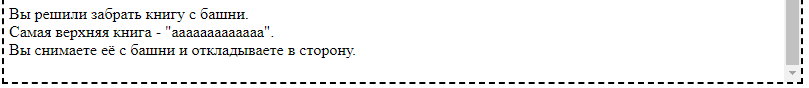 Вы решили забрать книгу с башни.
Самая верхняя книга - "ааааааааааааа".
Вы снимаете её с башни и откладываете в сторону.